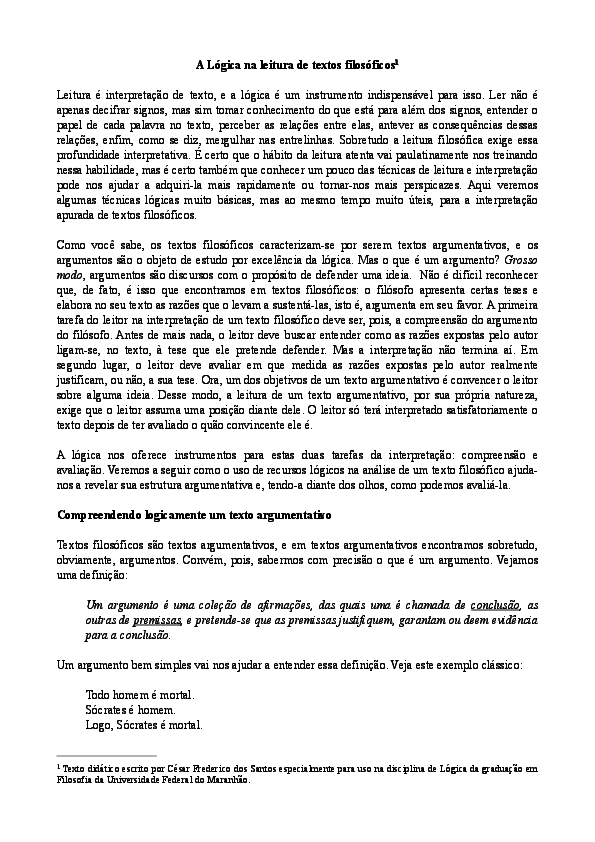 A Lógica na leitura de textos filosóficos¹
Leitura é interpretação de texto, e a lógica é um instrumento indispensável para isso. Ler não é
apenas decifrar signos, mas sim tomar conhecimento do que está para além dos signos, entender o
papel de cada palavra no texto, perceber as relações entre elas, antever as consequências dessas
relações, enfim, como se diz, mergulhar nas entrelinhas. Sobretudo a leitura filosófica exige essa
profundidade interpretativa. É certo que o hábito da leitura atenta vai paulatinamente nos treinando
nessa habilidade, mas é certo também que conhecer um pouco das técnicas de leitura e interpretação
pode nos ajudar a adquiri-la mais rapidamente ou tornar-nos mais perspicazes. Aqui veremos
algumas técnicas lógicas muito básicas, mas ao mesmo tempo muito úteis, para a interpretação
apurada de textos filosóficos.
Como você sabe, os textos filosóficos caracterizam-se por serem textos argumentativos, e os
argumentos são o objeto de estudo por excelência da lógica. Mas o que é um argumento? Grosso
modo, argumentos são discursos com o propósito de defender uma ideia. Não é difícil reconhecer
que, de fato, é isso que encontramos em textos filosóficos: o filósofo apresenta certas teses e
elabora no seu texto as razões que o levam a sustentá-las, isto é, argumenta em seu favor. A primeira
tarefa do leitor na interpretação de um texto filosófico deve ser, pois, a compreensão do argumento
do filósofo. Antes de mais nada, o leitor deve buscar entender como as razões expostas pelo autor
ligam-se, no texto, à tese que ele pretende defender. Mas a interpretação não termina aí. Em
segundo lugar, o leitor deve avaliar em que medida as razões expostas pelo autor realmente
justificam, ou não, a sua tese. Ora, um dos objetivos de um texto argumentativo é convencer o leitor
sobre alguma ideia. Desse modo, a leitura de um texto argumentativo, por sua própria natureza,
exige que o leitor assuma uma posição diante dele. O leitor só terá interpretado satisfatoriamente o
texto depois de ter avaliado o quão convincente ele é.
A lógica nos oferece instrumentos para estas duas tarefas da interpretação: compreensão e
avaliação. Veremos a seguir como o uso de recursos lógicos na análise de um texto filosófico ajuda-
nos a revelar sua estrutura argumentativa e, tendo-a diante dos olhos, como podemos avaliá-la.
Compreendendo logicamente um texto argumentativo
Textos filosóficos são textos argumentativos, e em textos argumentativos encontramos sobretudo,
obviamente, argumentos. Convém, pois, sabermos com precisão o que é um argumento. Vejamos
uma definição:
Um argumento é uma coleção de afirmações, das quais uma é chamada de conclusão, as
outras de premissas, e pretende-se que as premissas justifiquem, garantam ou deem evidência
para a conclusão.
Um argumento bem simples vai nos ajudar a entender essa definição. Veja este exemplo clássico:
Todo homem é mortal.
Sócrates é homem.
Logo, Sócrates é mortal.
¹ Texto didático escrito por César Frederico dos Santos especialmente para uso na disciplina de Lógica da graduação em
Filosofia da Universidade Federal do Maranhão.